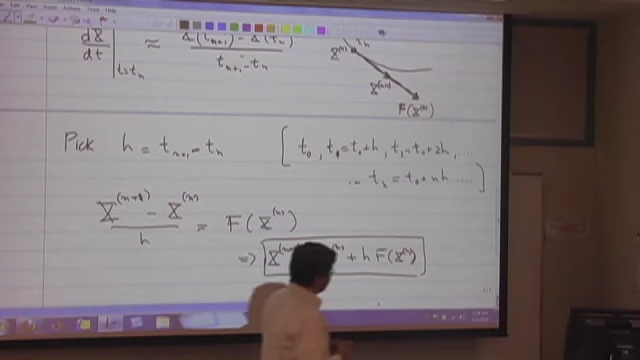 dX/dt |t=tn ≈ X(tn+1) - X(tn) / tn+1 - tn
X(n) tn
X(n+1)
F(X(n))
Pick h = tn+1 - tn [ t0 , t1 = t0 + h , t2 = t0 + 2h , ...
... tn = t0 + nh .... ]
X(n+1) - X(n) / h = F ( X(n) )
=> X (n) + h F(X(n))